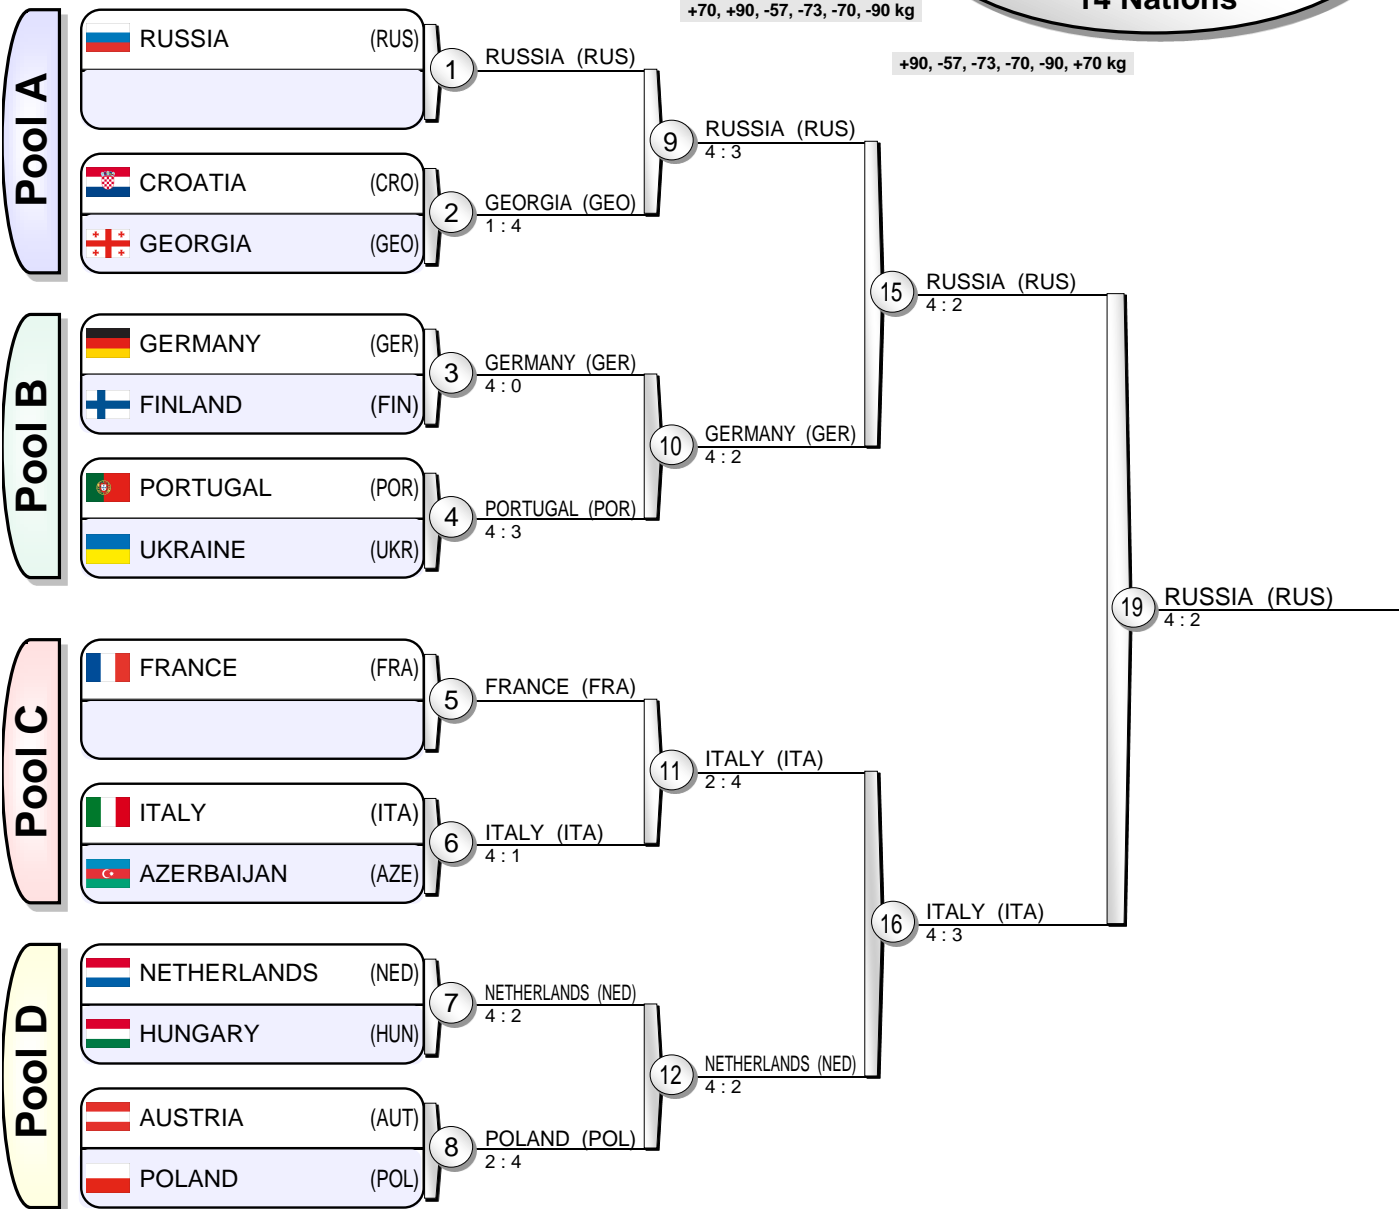 +70, +90, -57, -73, -70, -90 kg
14 Nations
+90, -57, -73, -70, -90, +70 kg
Pool A
RUSSIA (RUS)
CROATIA (CRO)
GEORGIA (GEO)
Pool B
GERMANY (GER)
FINLAND (FIN)
PORTUGAL (POR)
UKRAINE (UKR)
Pool C
FRANCE (FRA)
ITALY (ITA)
AZERBAIJAN (AZE)
Pool D
NETHERLANDS (NED)
HUNGARY (HUN)
AUSTRIA (AUT)
POLAND (POL)
1
RUSSIA (RUS)
2
GEORGIA (GEO)
1 : 4
3
GERMANY (GER)
4 : 0
4
PORTUGAL (POR)
4 : 3
5
FRANCE (FRA)
6
ITALY (ITA)
4 : 1
7
NETHERLANDS (NED)
4 : 2
8
POLAND (POL)
2 : 4
9
RUSSIA (RUS)
4 : 3
10
GERMANY (GER)
4 : 2
11
ITALY (ITA)
2 : 4
12
NETHERLANDS (NED)
4 : 2
15
RUSSIA (RUS)
4 : 2
16
ITALY (ITA)
4 : 3
19
RUSSIA (RUS)
4 : 2